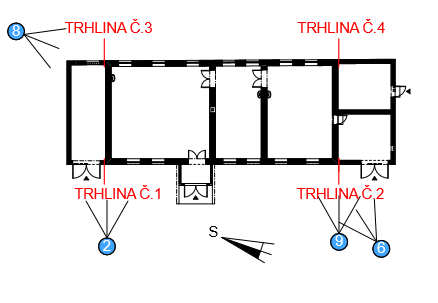 TRHLINA Č.3
TRHLINA Č.4
8
TRHLINA Č.1
TRHLINA Č.2
2
9
6
S